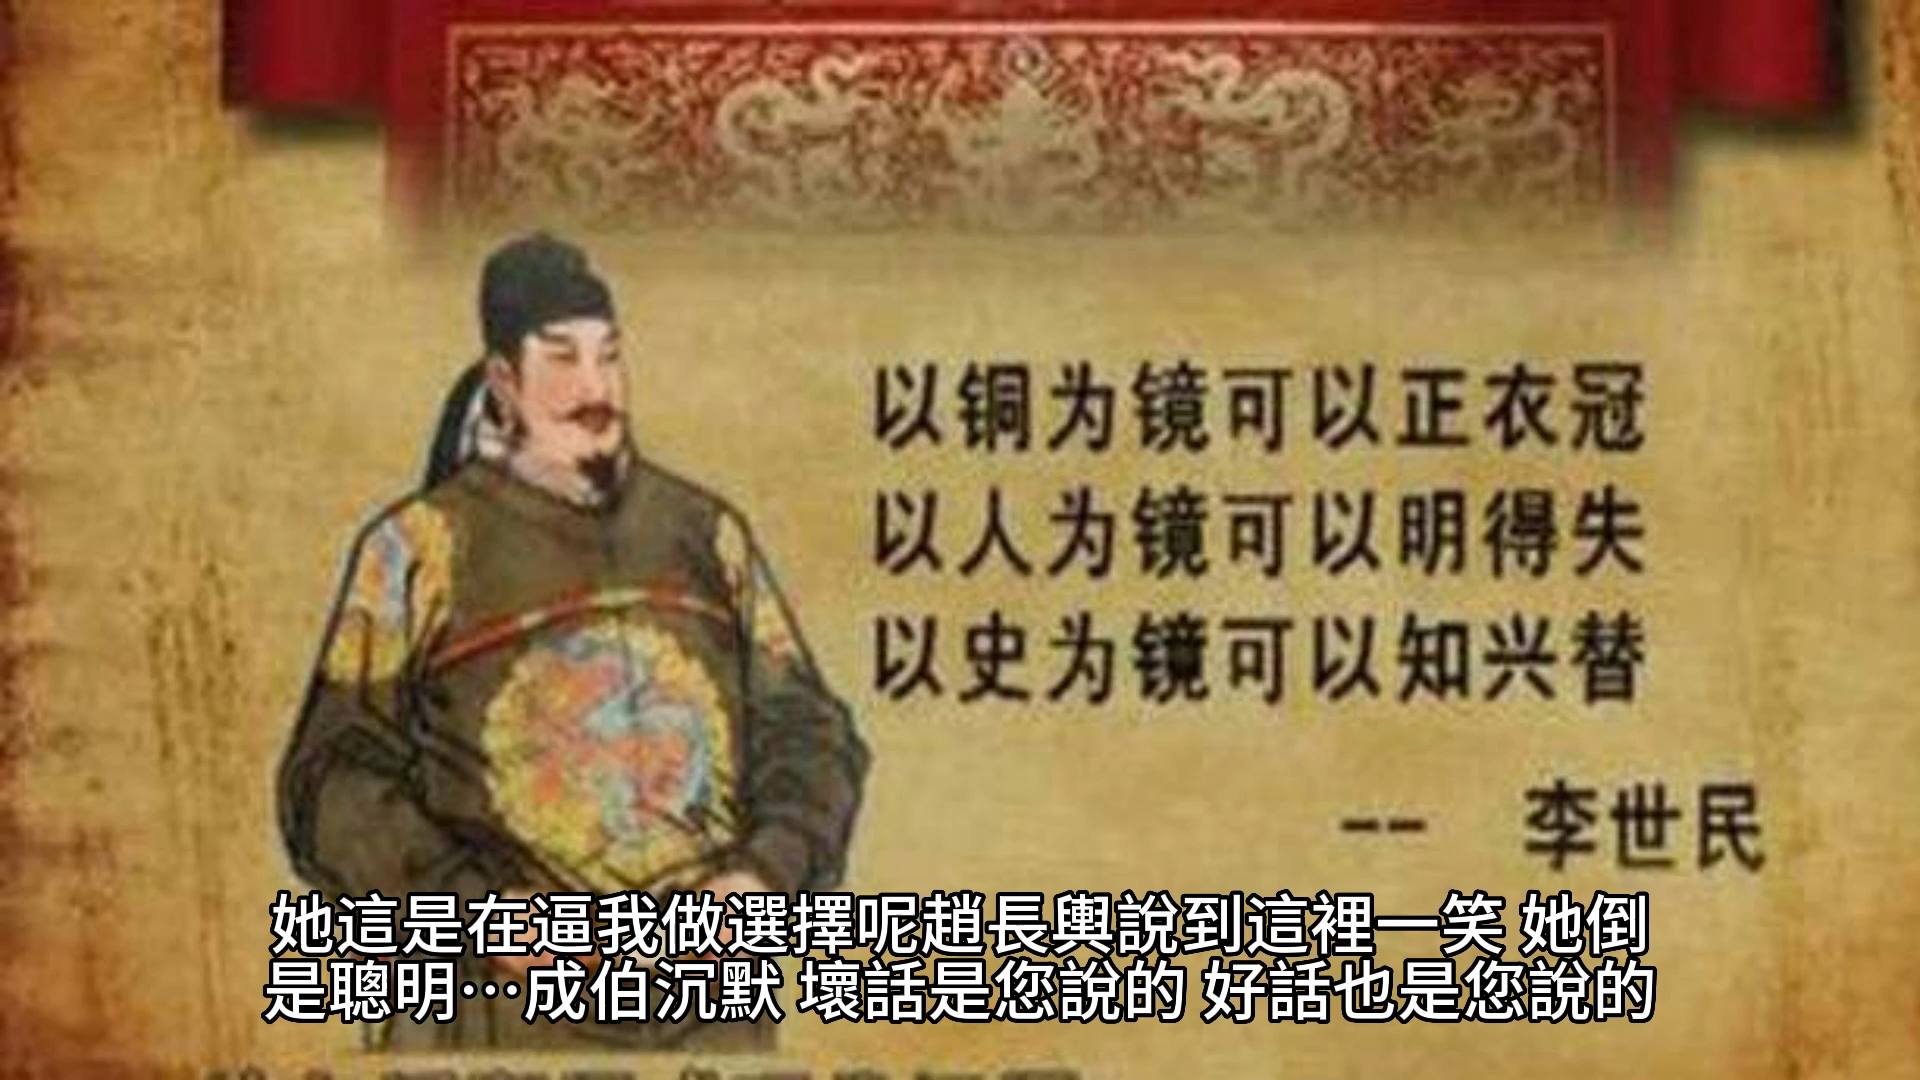 以铜为镜可以正衣冠
以人为镜可以明得失
以史为镜可以知兴替
-- 李世民
她這是在逼我做選擇呢趙長輿說到這裡一笑 她倒
是聰明…成伯沉默 壞話是您說的 好話也是您說的